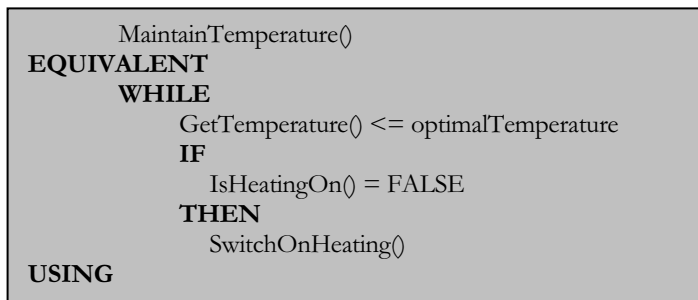 MaintainTemperature()
EQUIVALENT
WHILE
GetTemperature() <= optimalTemperature
IF
IsHeatingOn() = FALSE
THEN
SwitchOnHeating()
USING